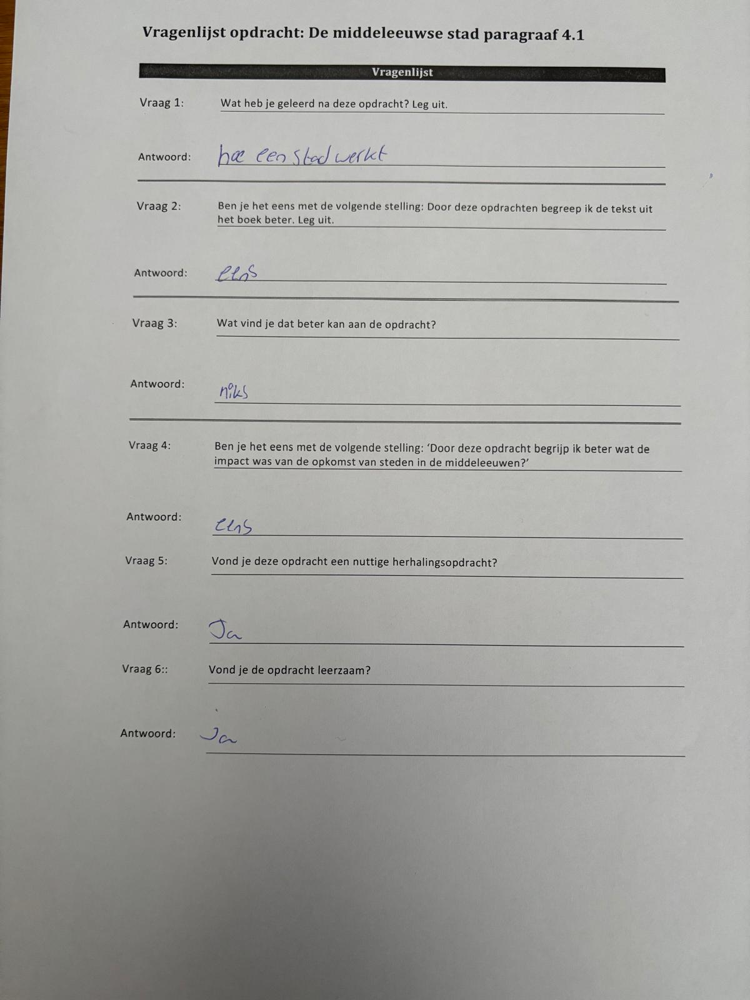 Vragenlijst opdracht: De middeleeuwse stad paragraaf 4.1
Vragenlijst
Vraag 1: Wat heb je geleerd na deze opdracht? Leg uit.
Antwoord: hoe een stad werkt
Vraag 2: Ben je het eens met de volgende stelling: Door deze opdrachten begreep ik de tekst uit
het boek beter. Leg uit.
Antwoord: eens
Vraag 3: Wat vind je dat beter kan aan de opdracht?
Antwoord: niks
Vraag 4: Ben je het eens met de volgende stelling: ‘Door deze opdracht begrijp ik beter wat de
impact was van de opkomst van steden in de middeleeuwen?’
Antwoord: eens
Vraag 5: Vond je deze opdracht een nuttige herhalingsopdracht?
Antwoord: Ja
Vraag 6:: Vond je de opdracht leerzaam?
Antwoord: Ja